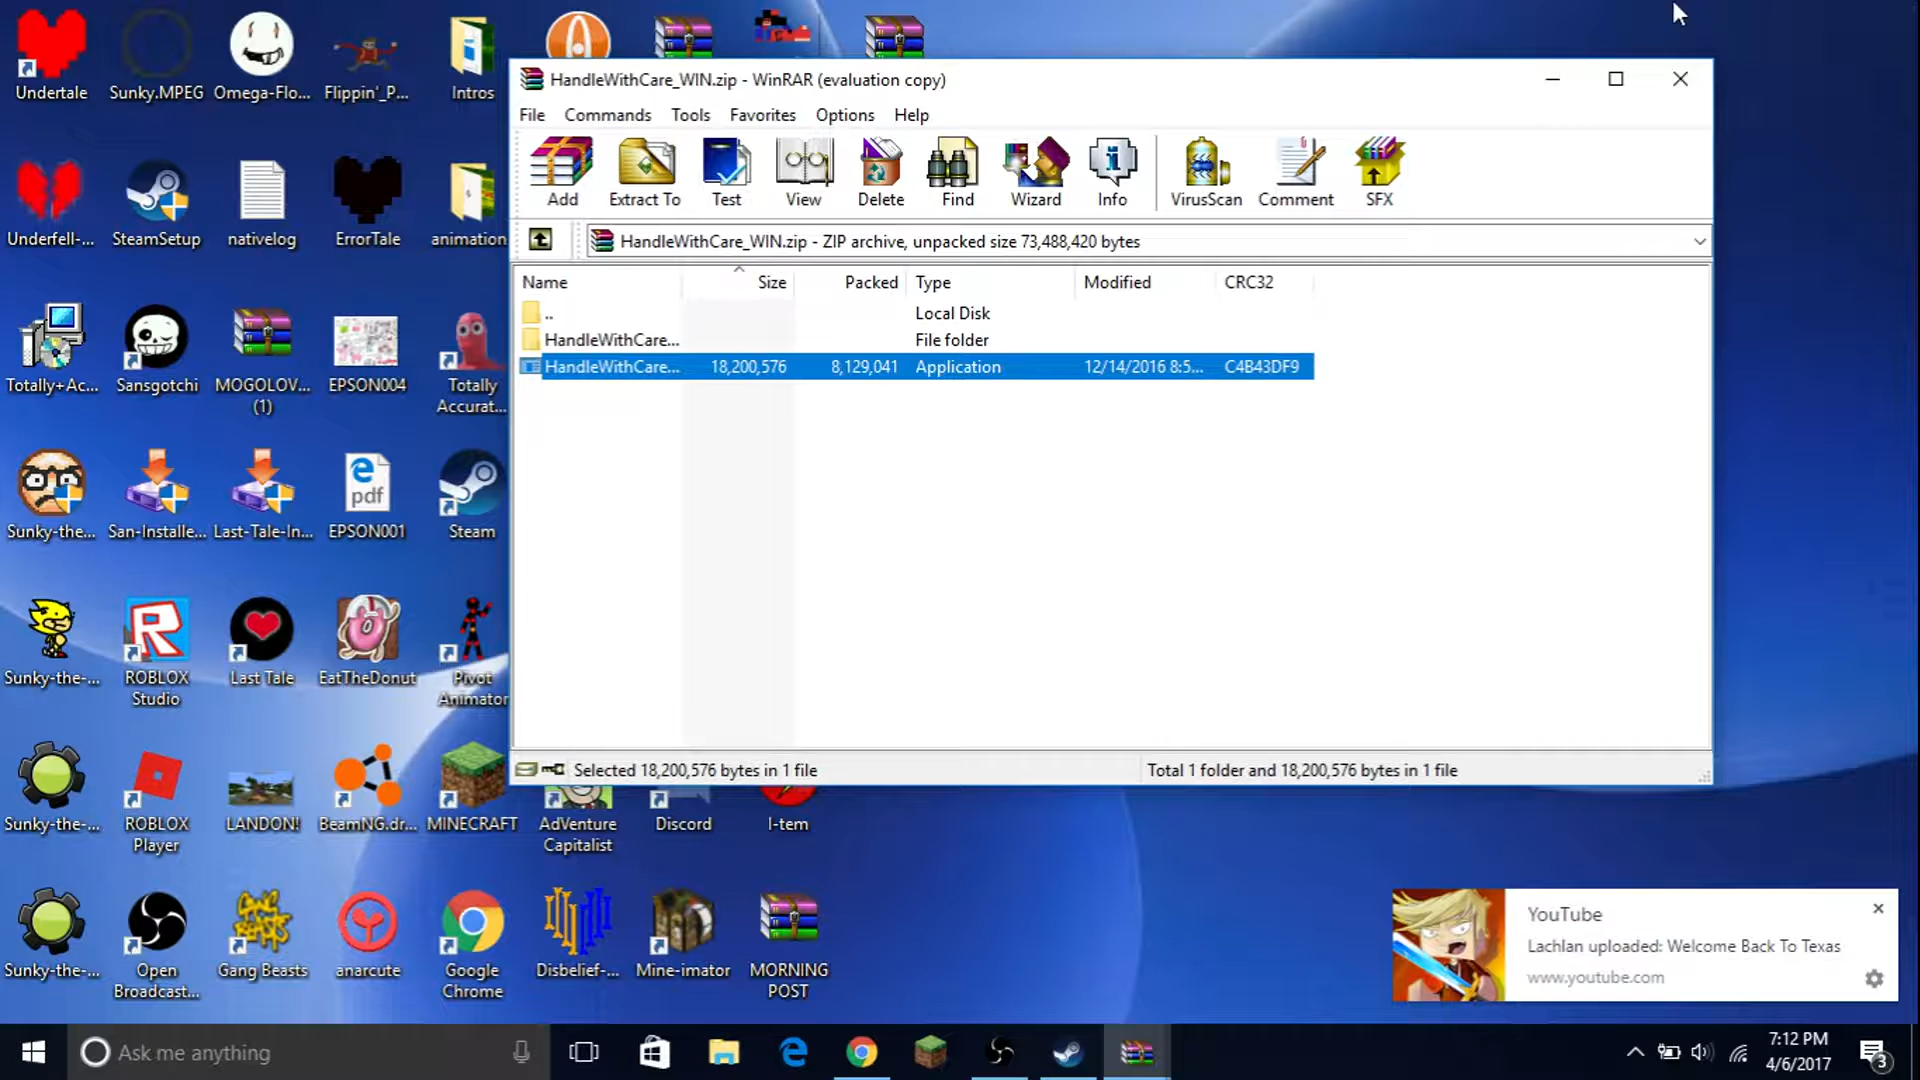 Undertale
Sunky.MPEG
Omega-Flo...
Flippin'_P...
Intros
Underfell-...
SteamSetup
nativelog
ErrorTale
animation
Totally+Ac...
Sansgotchi
MOGOLOV...
(1)
EPSON004
Totally
Accurat...
Sunky-the...
San-Installe...
Last-Tale-In...
pdf
EPSON001
Steam
Sunky-the-...
ROBLOX
Studio
Last Tale
EatTheDonut
Pivot
Animator
Sunky-the-...
ROBLOX
Player
LANDON!
BeamNG.dr...
MINECRAFT
AdVenture
Capitalist
Discord
I-tem
Sunky-the-...
Open
Broadcast...
GANG
BEASTS
Gang Beasts
anarcute
Google
Chrome
Disbelief-...
Mine-imator
MORNING
POST
HandleWithCare_WIN.zip - WinRAR (evaluation copy)
File Commands Tools Favorites Options Help
Add Extract To Test View Delete Find Wizard Info VirusScan Comment SFX
HandleWithCare_WIN.zip - ZIP archive, unpacked size 73,488,420 bytes
Name Size Packed Type Modified CRC32
.. Local Disk
HandleWithCare... File folder
HandleWithCare... 18,200,576 8,129,041 Application 12/14/2016 8:5... C4B43DF9
Selected 18,200,576 bytes in 1 file
Total 1 folder and 18,200,576 bytes in 1 file
YouTube
Lachlan uploaded: Welcome Back To Texas
www.youtube.com
Ask me anything
7:12 PM
4/6/2017
3